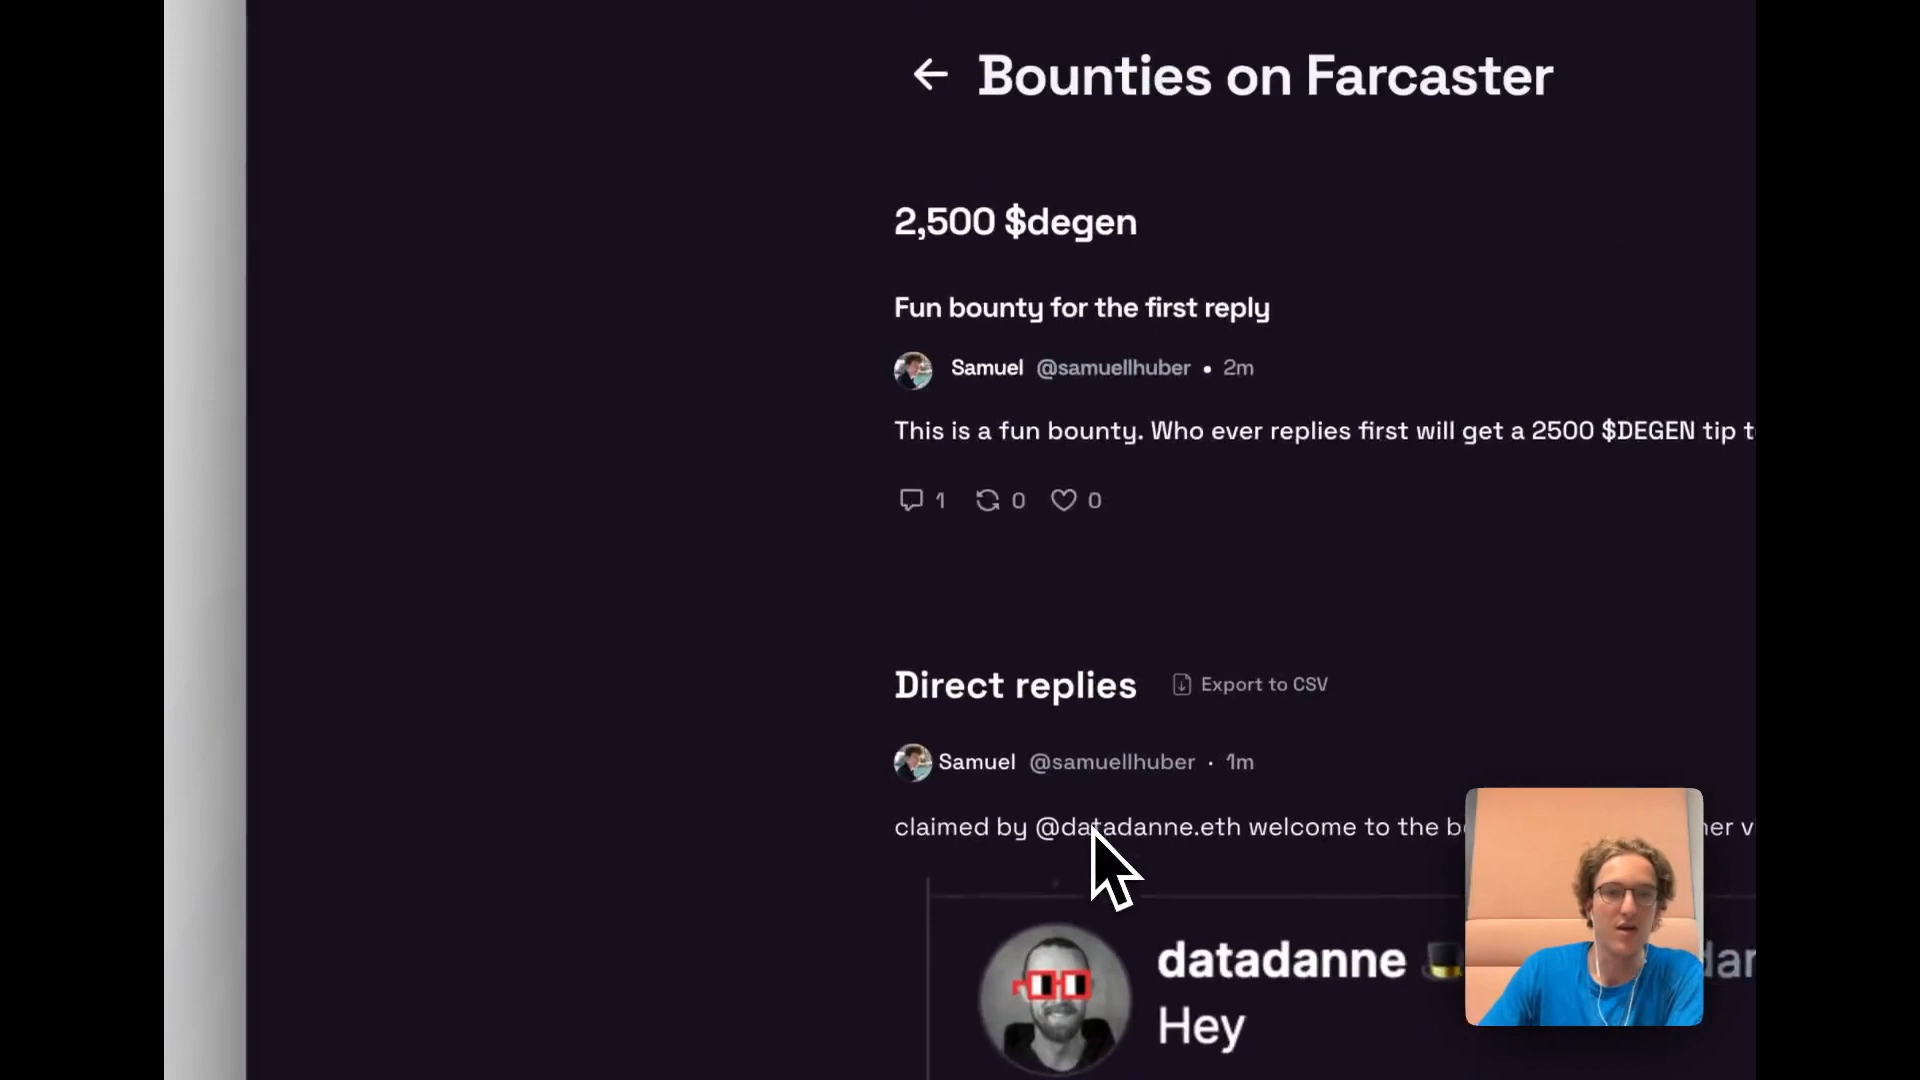 Bounties on Farcaster
2,500 $degen
Fun bounty for the first reply
Samuel @samuellhuber • 2m
This is a fun bounty. Who ever replies first will get a 2500 $DEGEN tip t
1 0 0
Direct replies Export to CSV
Samuel @samuellhuber · 1m
claimed by @datadanne.eth welcome to the
datadanne
Hey